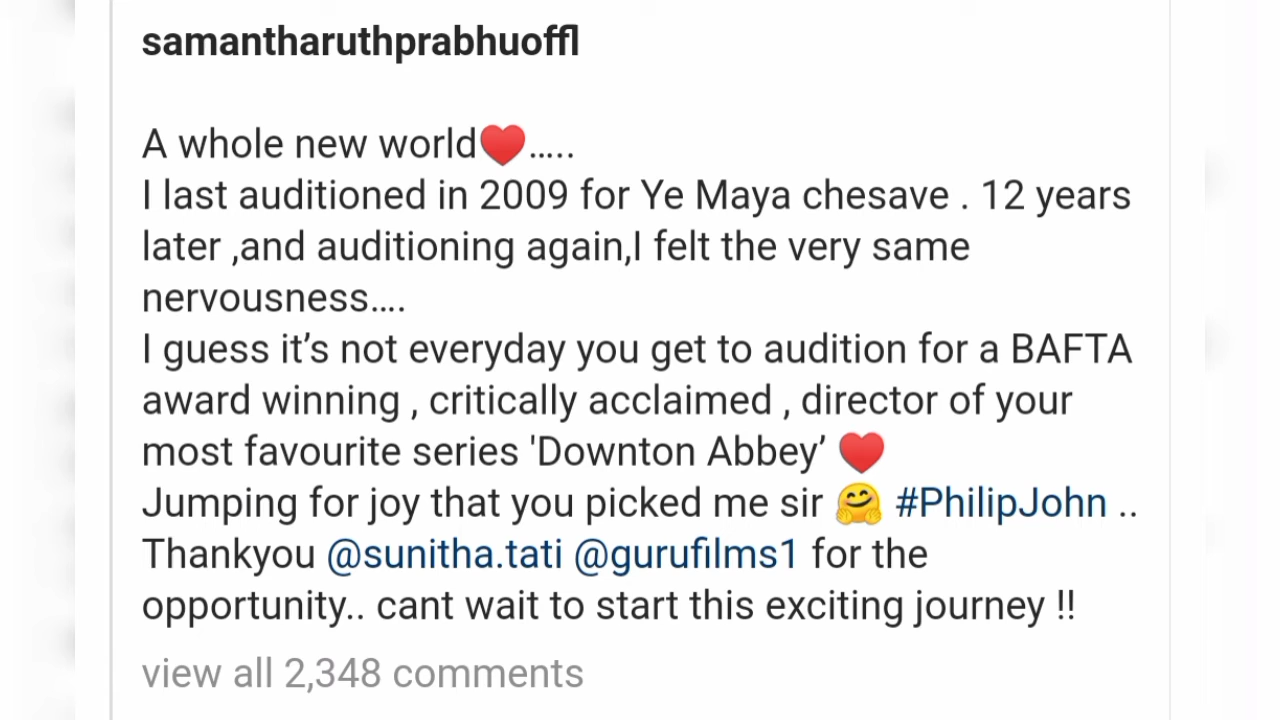 samantharuthprabhuoffl
A whole new world♥️.....
I last auditioned in 2009 for Ye Maya chesave . 12 years
later ,and auditioning again,I felt the very same
nervousness....
I guess it’s not everyday you get to audition for a BAFTA
award winning , critically acclaimed , director of your
most favourite series 'Downton Abbey’ ♥️
Jumping for joy that you picked me sir 🤗 #PhilipJohn ..
Thankyou @sunitha.tati @gurufilms1 for the
opportunity.. cant wait to start this exciting journey !!
view all 2,348 comments